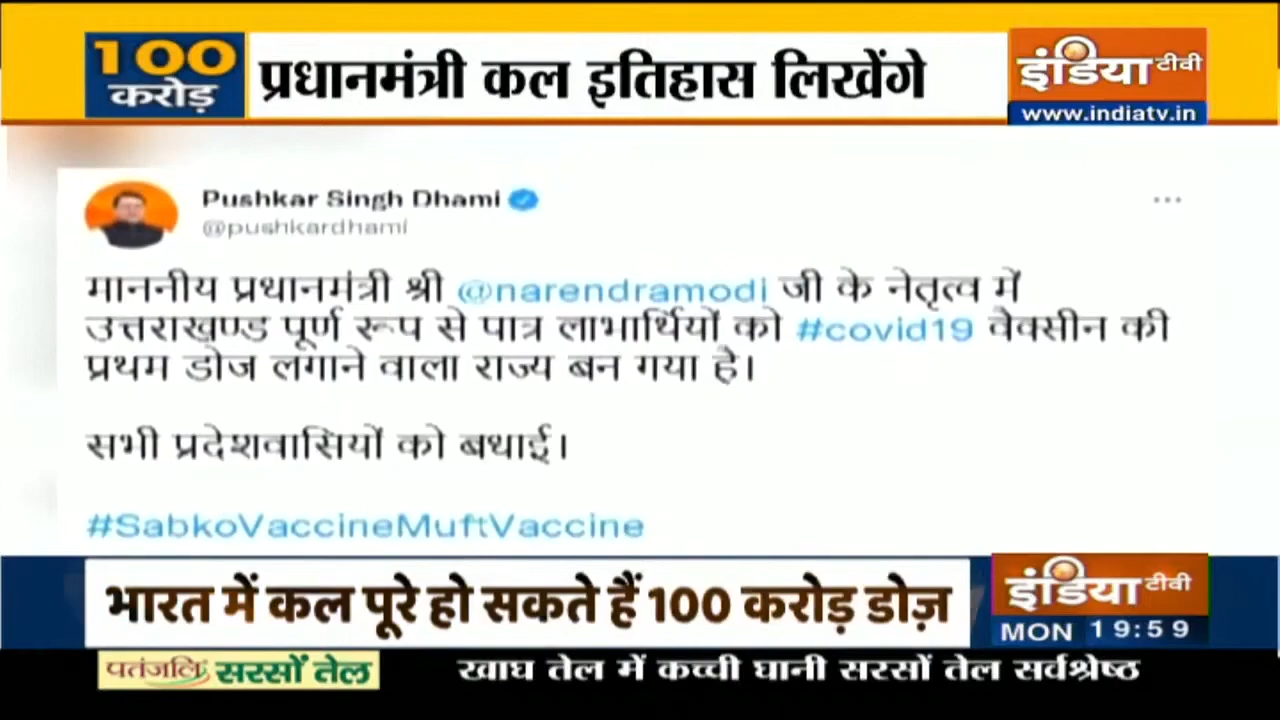 100
करोड़
प्रधानमंत्री कल इतिहास लिखेंगे
इंडिया टीवी
www.indiatv.in
Pushkar Singh Dhami
@pushkardhami
माननीय प्रधानमंत्री श्री @narendramodi जी के नेतृत्व में
उत्तराखण्ड पूर्ण रूप से पात्र लाभार्थियों को #covid19 वैक्सीन की
प्रथम डोज लगाने वाला राज्य बन गया है।
सभी प्रदेशवासियों को बधाई।
#SabkoVaccineMuftVaccine
भारत में कल पूरे हो सकते हैं 100 करोड़ डोज़
इंडिया टीवी
MON 19:59
पतंजलि सरसों तेल
खाघ तेल में कच्ची घानी सरसों तेल सर्वश्रेष्ठ